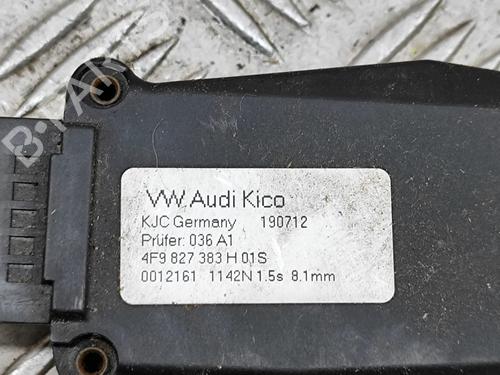 VW.Audi Kico
KJC Germany 190712
Prüfer: 036 A1
4F9 827 383 H 01S
0012161 1142N 1.5s 8.1mm